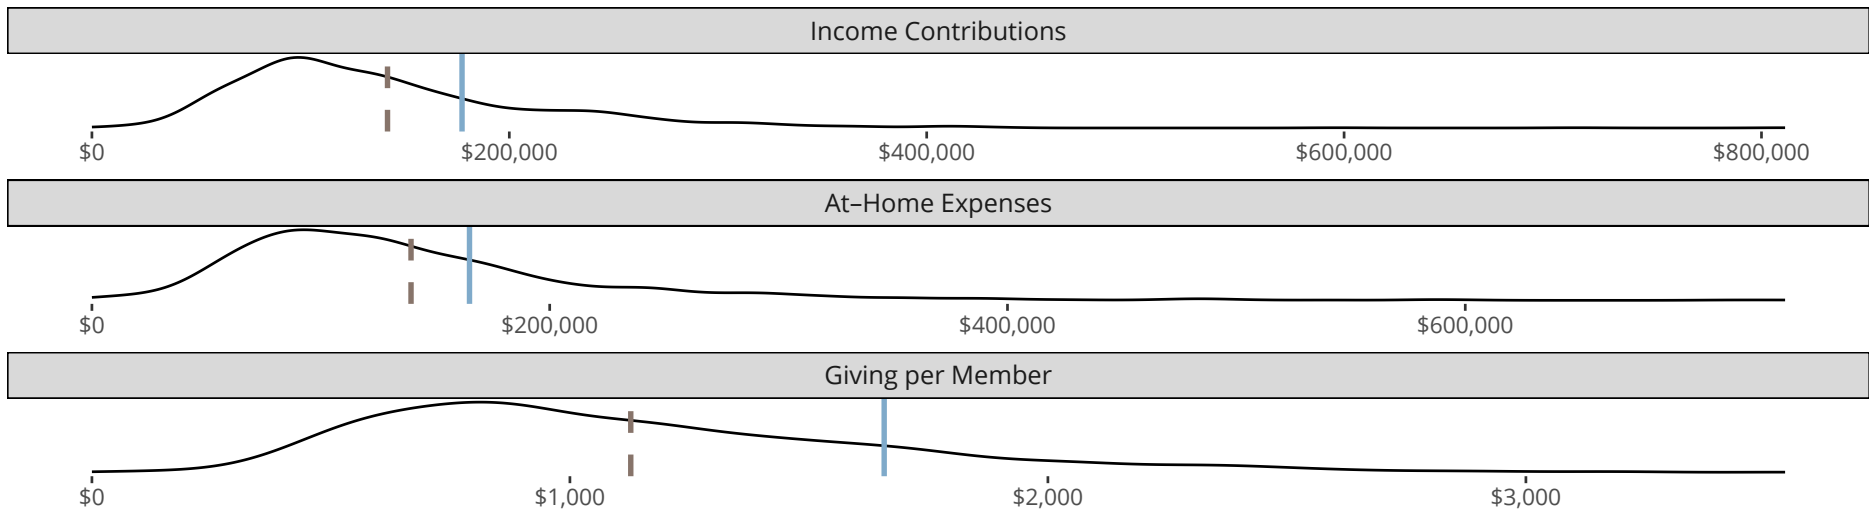 Income Contributions
$0 $200,000 $400,000 $600,000 $800,000
At–Home Expenses
$0 $200,000 $400,000 $600,000
Giving per Member
$0 $1,000 $2,000 $3,000